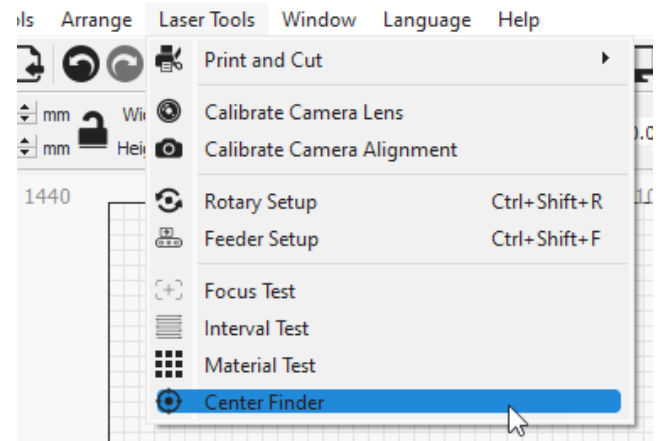 Arrange Laser Tools Window Language Help
Print and Cut
mm
Calibrate Camera Lens
mm
Calibrate Camera Alignment
1440
Rotary Setup Ctrl+Shift+R
Feeder Setup Ctrl+Shift+F
Focus Test
Interval Test
Material Test
Center Finder